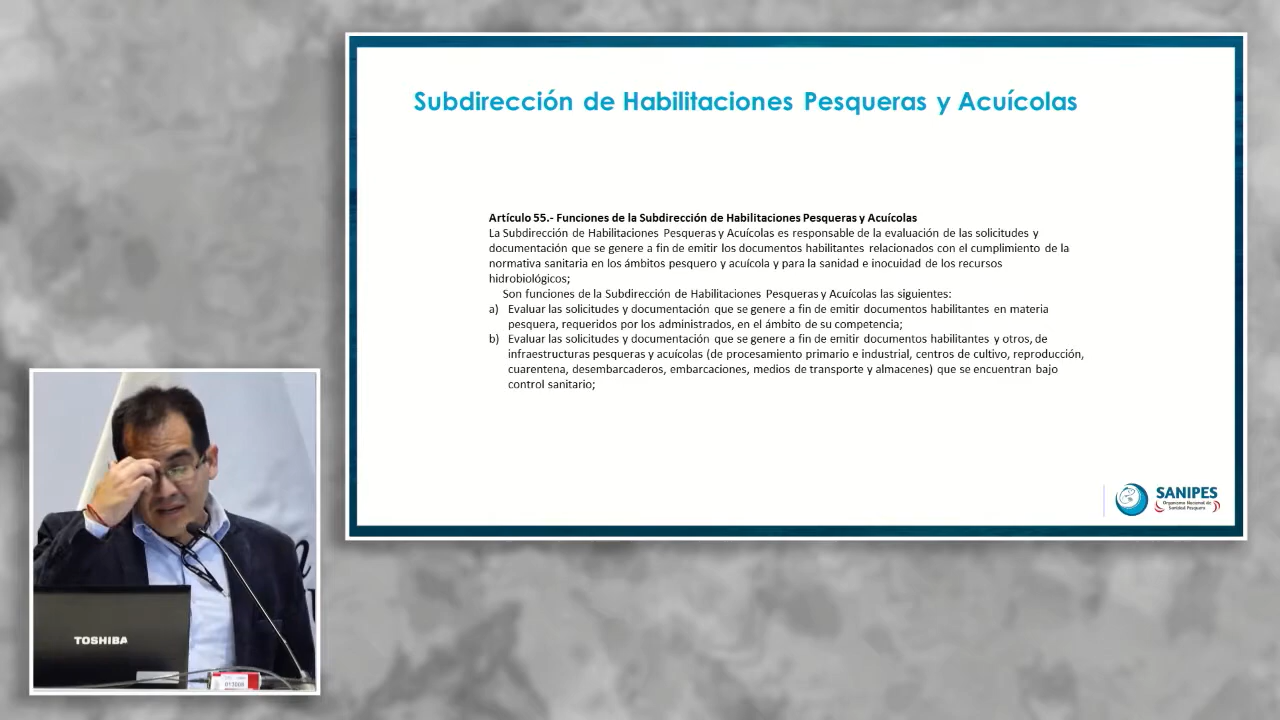 Subdirección de Habilitaciones Pesqueras y Acuícolas
Artículo 55.- Funciones de la Subdirección de Habilitaciones Pesqueras y Acuícolas
La Subdirección de Habilitaciones Pesqueras y Acuícolas es responsable de la evaluación de las solicitudes y
documentación que se genere a fin de emitir los documentos habilitantes relacionados con el cumplimiento de la
normativa sanitaria en los ámbitos pesquero y acuícola y para la sanidad e inocuidad de los recursos
hidrobiológicos;
Son funciones de la Subdirección de Habilitaciones Pesqueras y Acuícolas las siguientes:
a) Evaluar las solicitudes y documentación que se genere a fin de emitir documentos habilitantes en materia
pesquera, requeridos por los administrados, en el ámbito de su competencia;
b) Evaluar las solicitudes y documentación que se genere a fin de emitir documentos habilitantes y otros, de
infraestructuras pesqueras y acuícolas (de procesamiento primario e industrial, centros de cultivo, reproducción,
cuarentena, desembarcaderos, embarcaciones, medios de transporte y almacenes) que se encuentran bajo
control sanitario;
SANIPES
Organismo Nacional de
Sanidad Pesquera
TOSHIBA